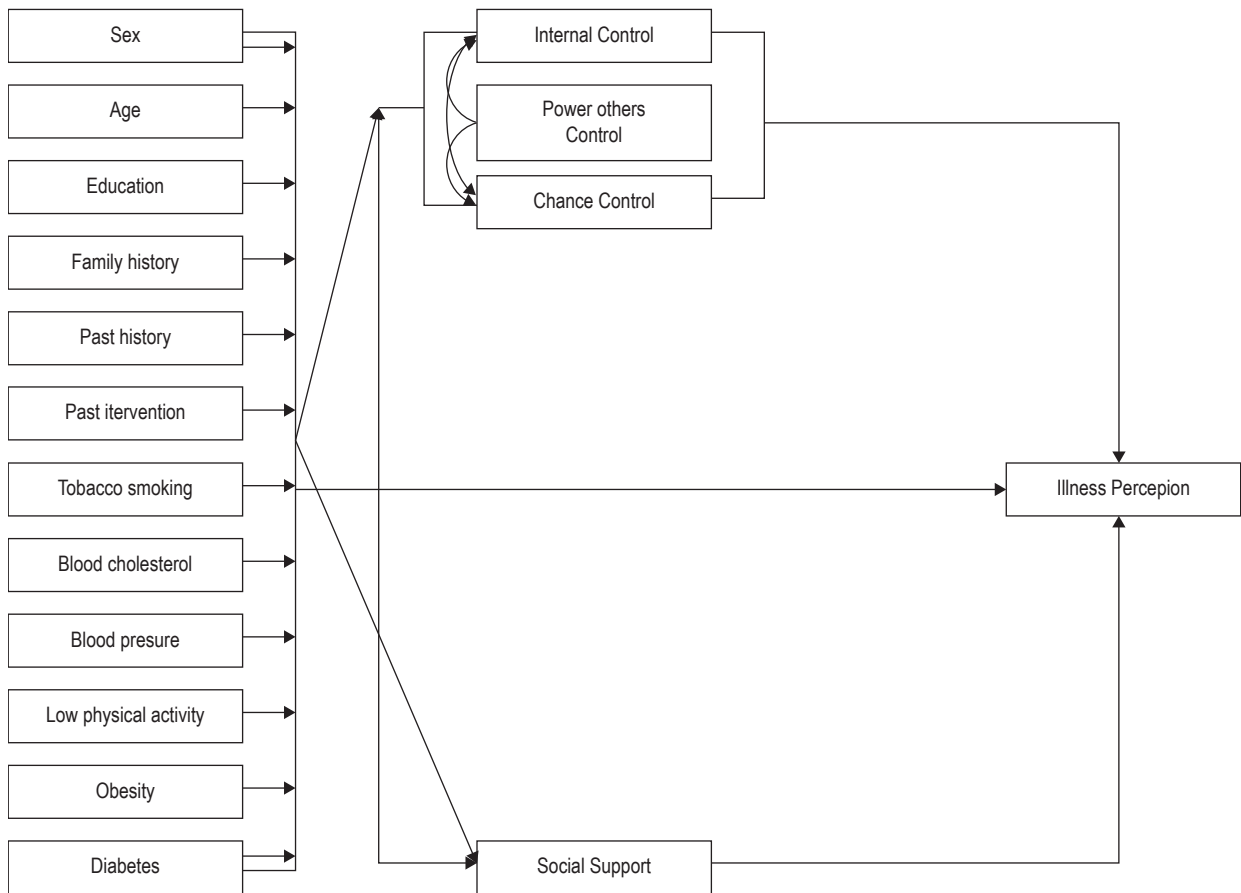 Sex
Age
Education
Family history
Past history
Past itervention
Tobacco smoking
Blood cholesterol
Blood presure
Low physical activity
Obesity
Diabetes
Internal Control
Power others
Control
Chance Control
Social Support
Illness Percepion